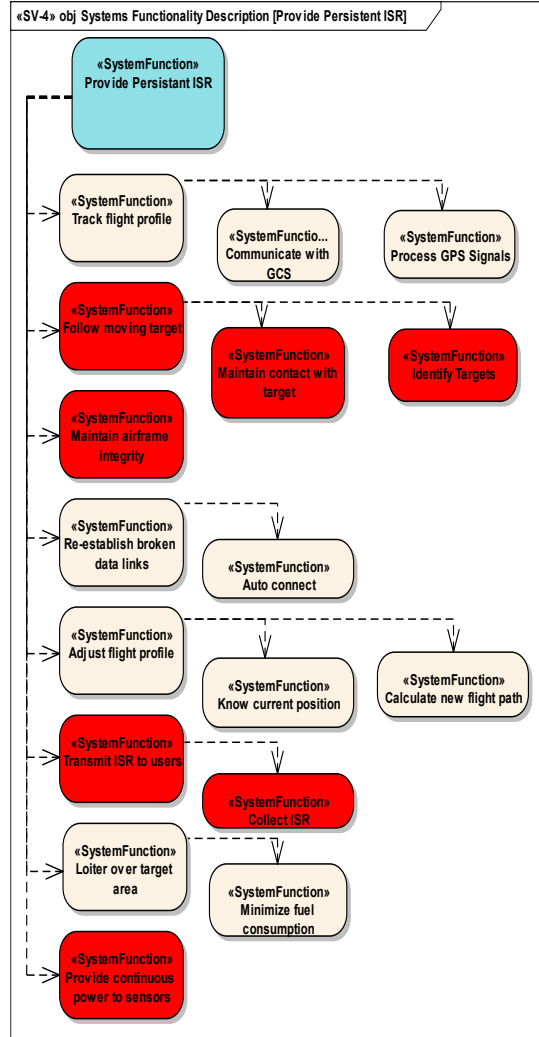 «SV-4» obj Systems Functionality Description [Provide Persistent ISR]
«SystemFunction»
Provide Persistant ISR
«SystemFunction»
Track flight profile
«SystemFunctio...
Communicate with
GCS
«SystemFunction»
Process GPS Signals
«SystemFunction»
Follow moving target
«SystemFunction»
Maintain contact with
target
«SystemFunction»
Identify Targets
«SystemFunction»
Maintain airframe
integrity
«SystemFunction»
Re-establish broken
data links
«SystemFunction»
Auto connect
«SystemFunction»
Adjust flight profile
«SystemFunction»
Know current position
«SystemFunction»
Calculate new flight path
«SystemFunction»
Transmit ISR to users
«SystemFunction»
Collect ISR
«SystemFunction»
Loiter over target
area
«SystemFunction»
Minimize fuel
consumption
«SystemFunction»
Provide continuous
power to sensors